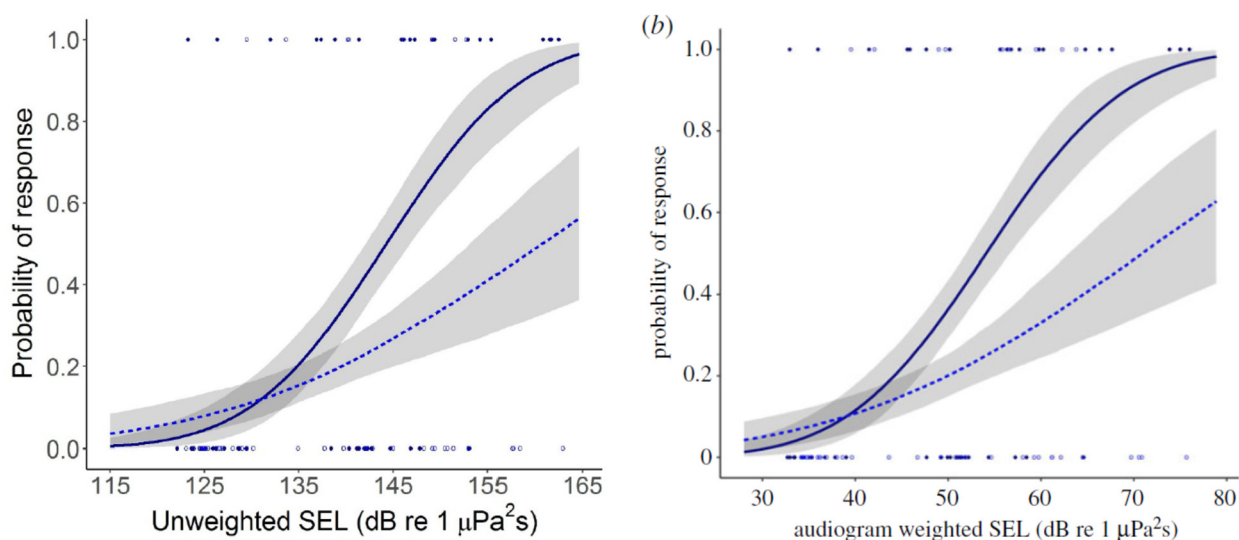 1.0
0.8
0.6
0.4
0.2
0.0
Probability of response
115 125 135 145 155 165
Unweighted SEL (dB re 1 μPa²s)
(b)
1.0
0.8
0.6
0.4
0.2
0
probability of response
30 40 50 60 70 80
audiogram weighted SEL (dB re 1 μPa²s)